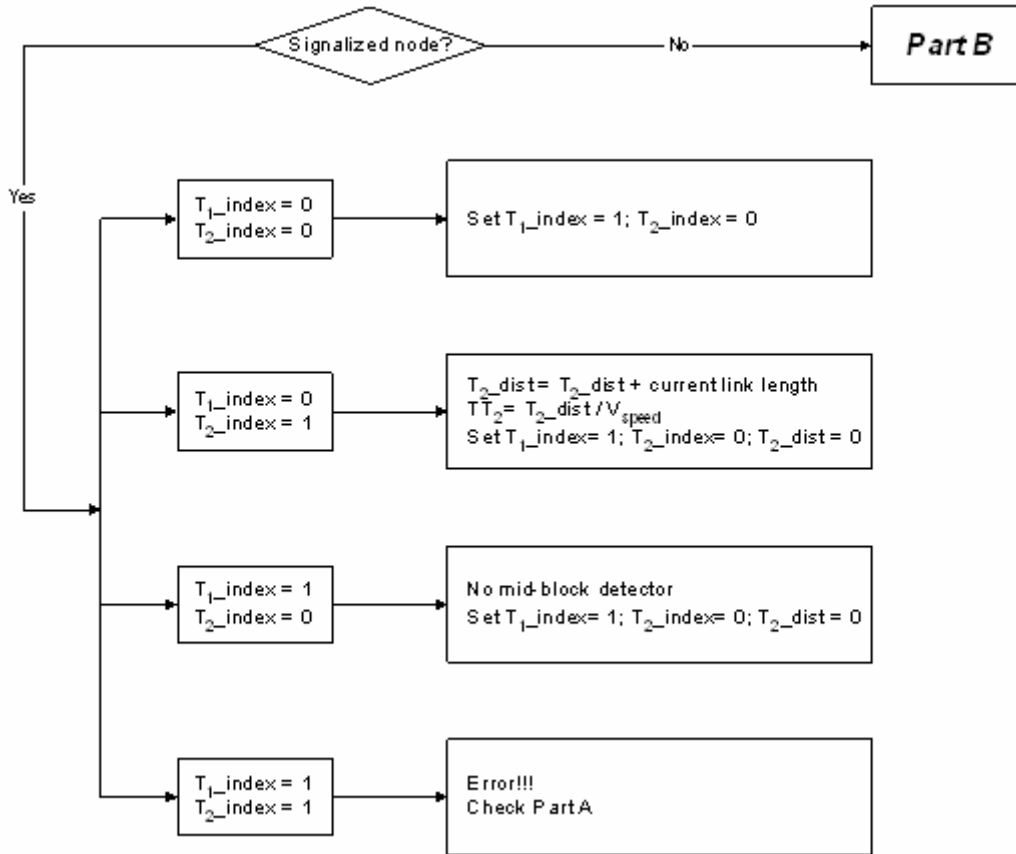 Signalized node?
No
Part B
Yes
T1_index = 0
T2_index = 0
Set T1_index = 1; T2_index = 0
T1_index = 0
T2_index = 1
T2_dist = T2_dist + current link length
TT2 = T2_dist / Vspeed
Set T1_index = 1; T2_index = 0; T2_dist = 0
T1_index = 1
T2_index = 0
No mid-block detector
Set T1_index = 1; T2_index = 0; T2_dist = 0
T1_index = 1
T2_index = 1
Error!!!
Check Part A